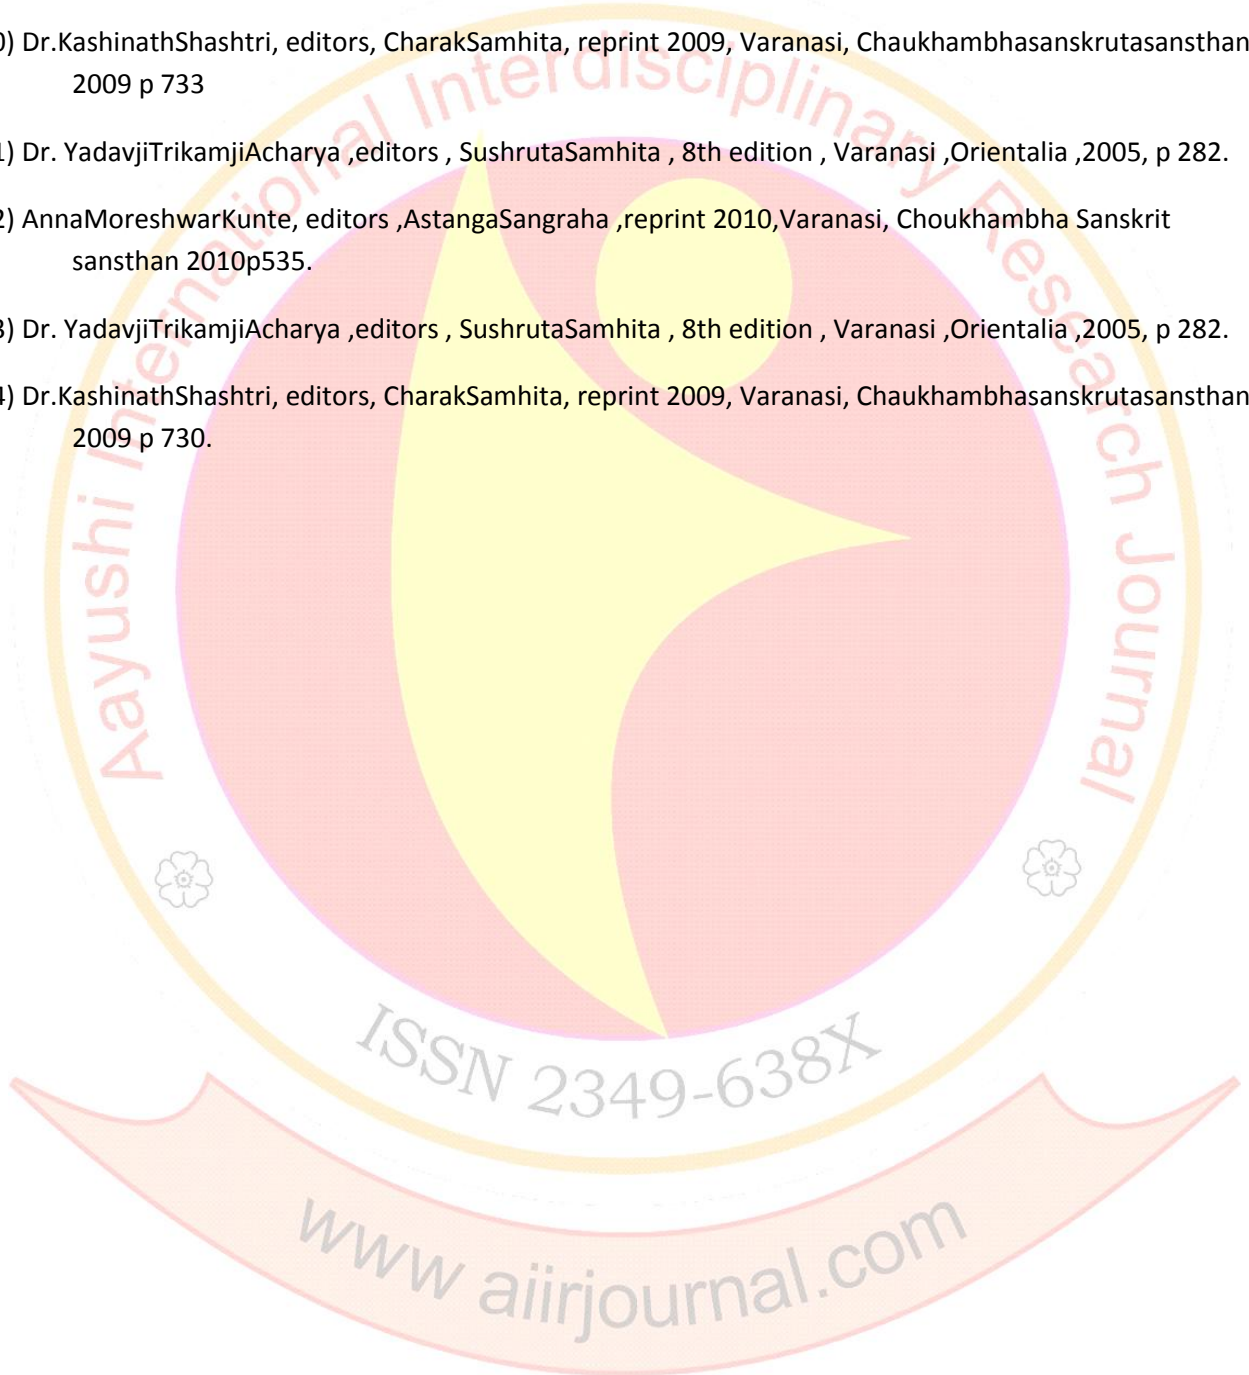 0) Dr.KashinathShashtri, editors, CharakSamhita, reprint 2009, Varanasi, Chaukhambhasanskrutasansthan
2009 p 733
1) Dr. YadavjiTrikamjiAcharya ,editors , SushrutaSamhita , 8th edition , Varanasi ,Orientalia ,2005, p 282.
2) AnnaMoreshwarKunte, editors ,AstangaSangraha ,reprint 2010,Varanasi, Choukhambha Sanskrit
sansthan 2010p535.
3) Dr. YadavjiTrikamjiAcharya ,editors , SushrutaSamhita , 8th edition , Varanasi ,Orientalia ,2005, p 282.
4) Dr.KashinathShashtri, editors, CharakSamhita, reprint 2009, Varanasi, Chaukhambhasanskrutasansthan
2009 p 730.
Aayushi International Interdisciplinary Research Journal
ISSN 2349-638X
www aiirjournal.com